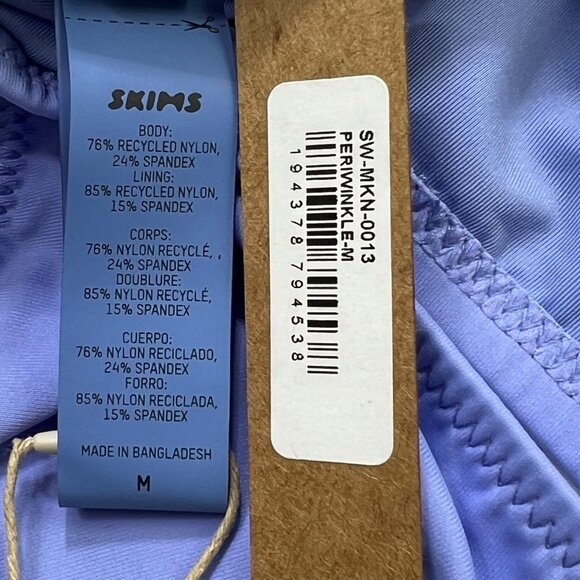 SKIMS
BODY:
76% RECYCLED NYLON,
24% SPANDEX
LINING:
85% RECYCLED NYLON,
15% SPANDEX
CORPS:
76% NYLON RECYCLÉ,
24% SPANDEX
DOUBLURE:
85% NYLON RECYCLÉ,
15% SPANDEX
CUERPO:
76% NYLON RECICLADO,
24% SPANDEX
FORRO:
85% NYLON RECICLADA,
15% SPANDEX
MADE IN BANGLADESH
M
SW-MKN-0013
PERIWINKLE-M
194378 794538